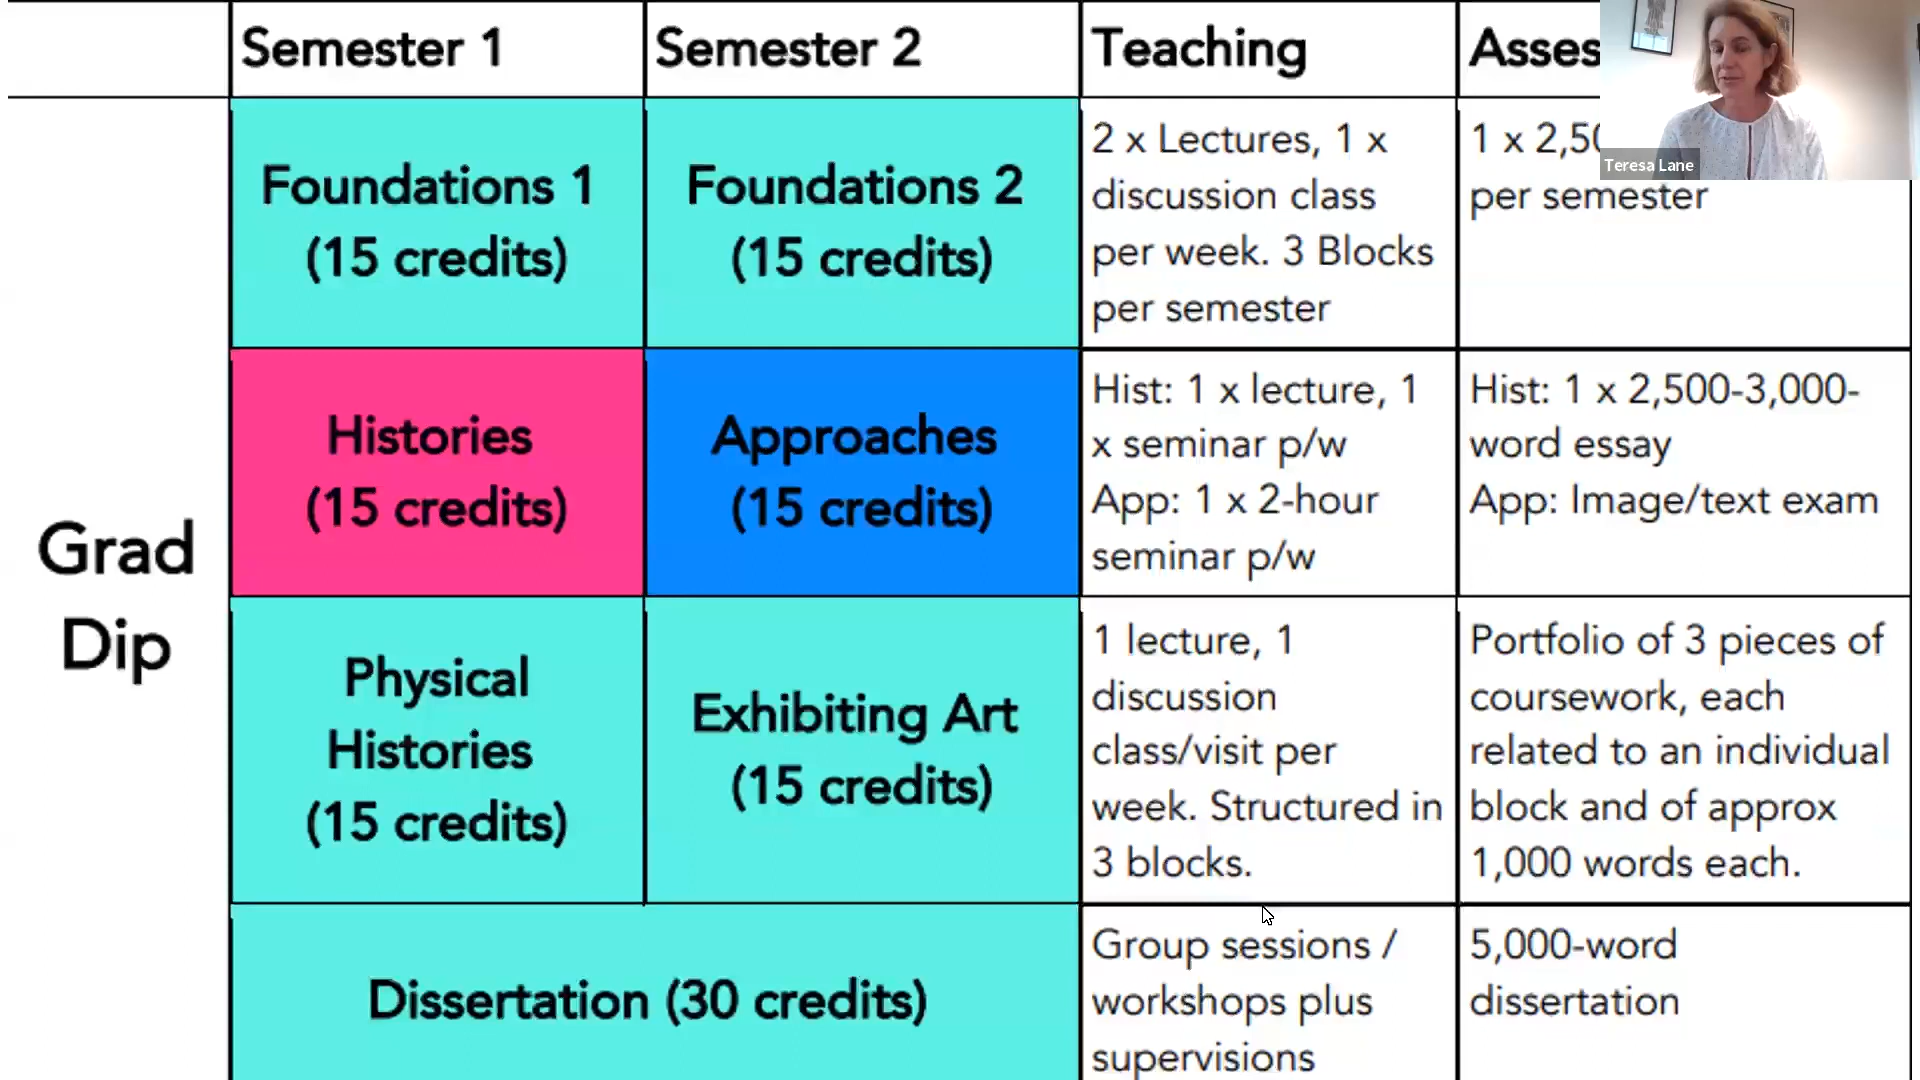 Semester 1
Semester 2
Teaching
Teresa Lane
Grad
Dip
Foundations 1
(15 credits)
Foundations 2
(15 credits)
2 x Lectures, 1 x
discussion class
per week. 3 Blocks
per semester
1 x
per semester
Histories
(15 credits)
Approaches
(15 credits)
Hist: 1 x lecture, 1
x seminar p/w
App: 1 x 2-hour
seminar p/w
Hist: 1 x 2,500-3,000-
word essay
App: Image/text exam
Physical
Histories
(15 credits)
Exhibiting Art
(15 credits)
1 lecture, 1
discussion
class/visit per
week. Structured in
3 blocks.
Portfolio of 3 pieces of
coursework, each
related to an individual
block and of approx
1,000 words each.
Dissertation (30 credits)
Group sessions /
workshops plus
supervisions
5,000-word
dissertation